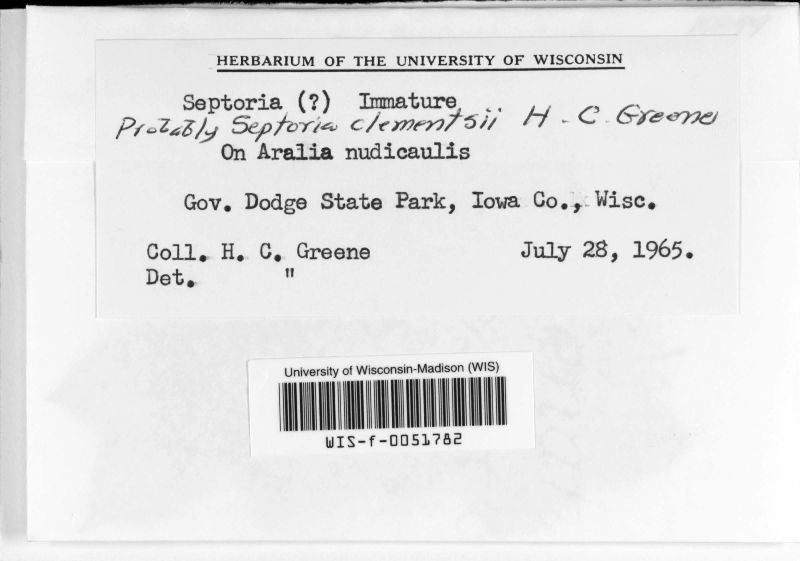 HERBARIUM OF THE UNIVERSITY OF WISCONSIN
Septoria (?) Immature
Probably Septoria clementsii H. C. Greene
On Aralia nudicaulis
Gov. Dodge State Park, Iowa Co., Wisc.
Coll. H. C. Greene July 28, 1965.
Det. "
University of Wisconsin-Madison (WIS)
WIS-f-0051782